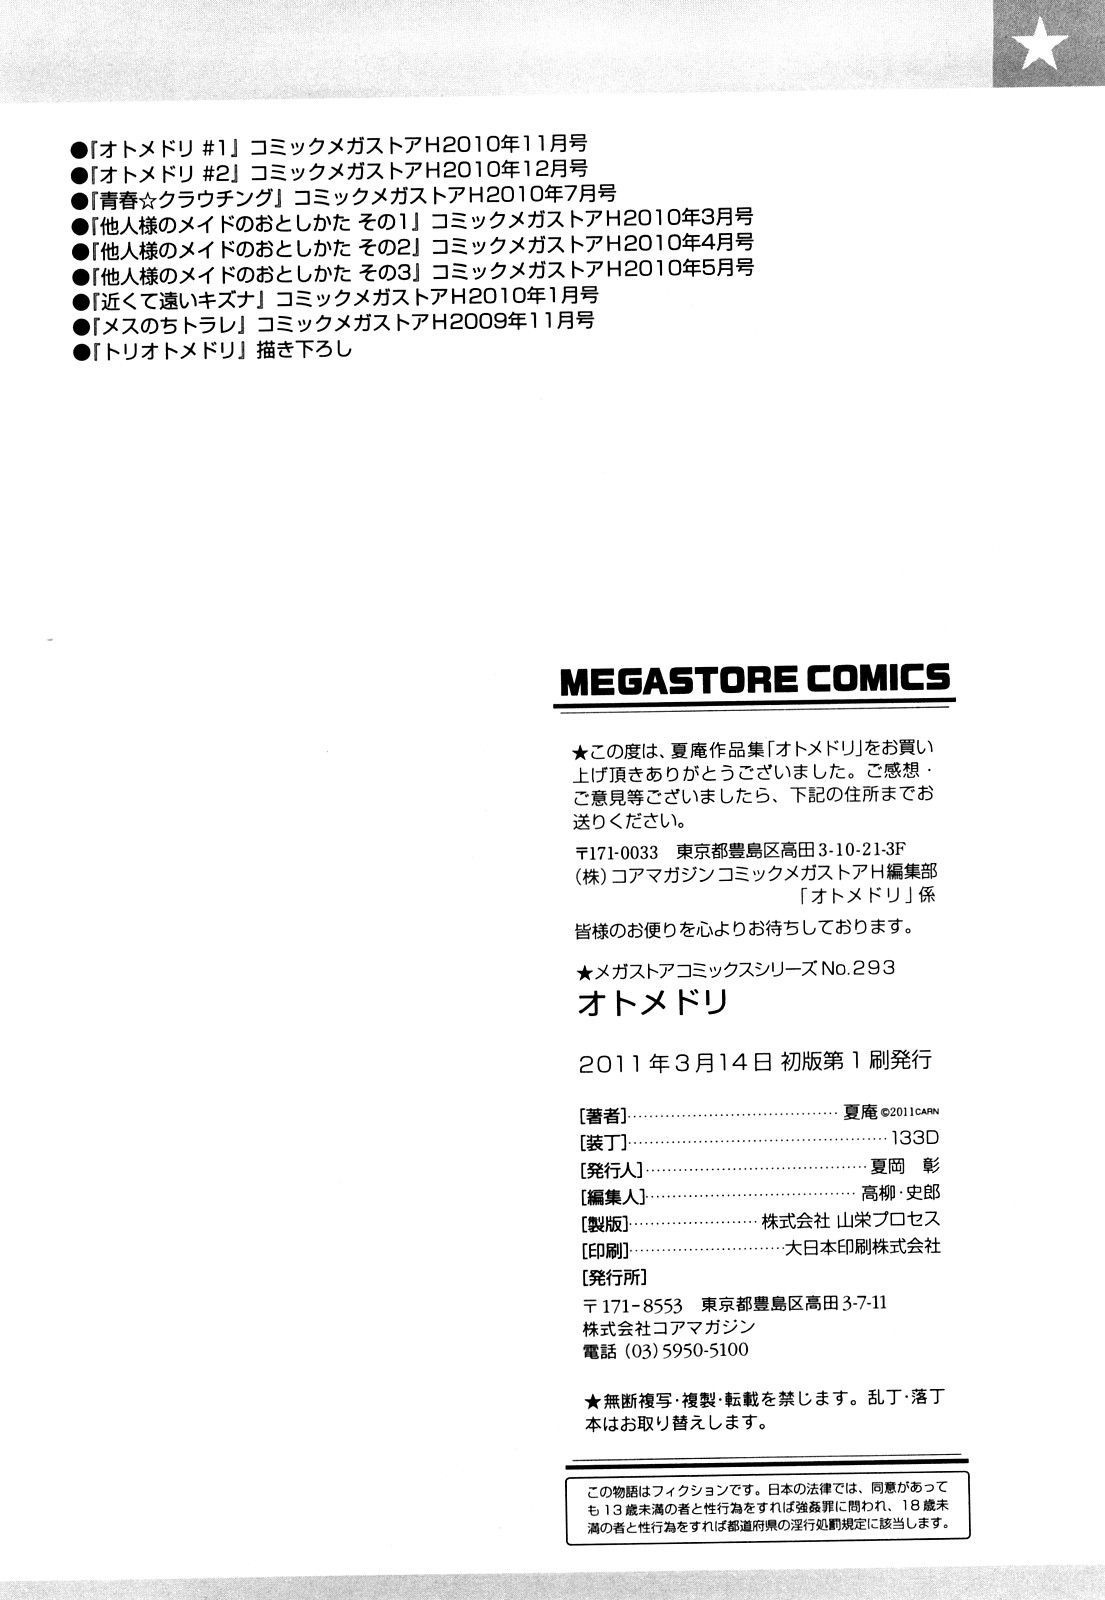 ●『オトメドリ #1』コミックメガストアH2010年11月号
●『オトメドリ #2』コミックメガストアH2010年12月号
●『青春☆クラウチング』コミックメガストアH2010年7月号
●『他人様のメイドのおとしかた その1』コミックメガストアH2010年3月号
●『他人様のメイドのおとしかた その2』コミックメガストアH2010年4月号
●『他人様のメイドのおとしかた その3』コミックメガストアH2010年5月号
●『近くて遠いキズナ』コミックメガストアH2010年1月号
●『メスのちトラレ』コミックメガストアH2009年11月号
●『トリオトメドリ』描き下ろし
MEGASTORE COMICS
★この度は、夏庵作品集「オトメドリ」をお買い
上げ頂きありがとうございました。ご感想・
ご意見等ございましたら、下記の住所までお
送りください。
〒171-0033 東京都豊島区高田3-10-21-3F
(株)コアマガジン コミックメガストアH編集部
「オトメドリ」係
皆様のお便りを心よりお待ちしております。
★メガストアコミックスシリーズNo.293
オトメドリ
2011年3月14日 初版第1刷発行
[著者]……………………………… 夏庵 ©2011CARN
[装丁]……………………………… 133D
[発行人]……………………………… 夏岡 彰
[編集人]……………………………… 高柳・史郎
[製版]…………………… 株式会社 山栄プロセス
[印刷]…………………… 大日本印刷株式会社
[発行所]
〒171-8553 東京都豊島区高田3-7-11
株式会社コアマガジン
電話 (03)5950-5100
★無断複写・複製・転載を禁じます。乱丁・落丁
本はお取り替えします。
この物語はフィクションです。日本の法律では、同意があって
も13歳未満の者と性行為をすれば強姦罪に問われ、18歳未
満の者と性行為をすれば都道府県の淫行処罰規定に該当します。